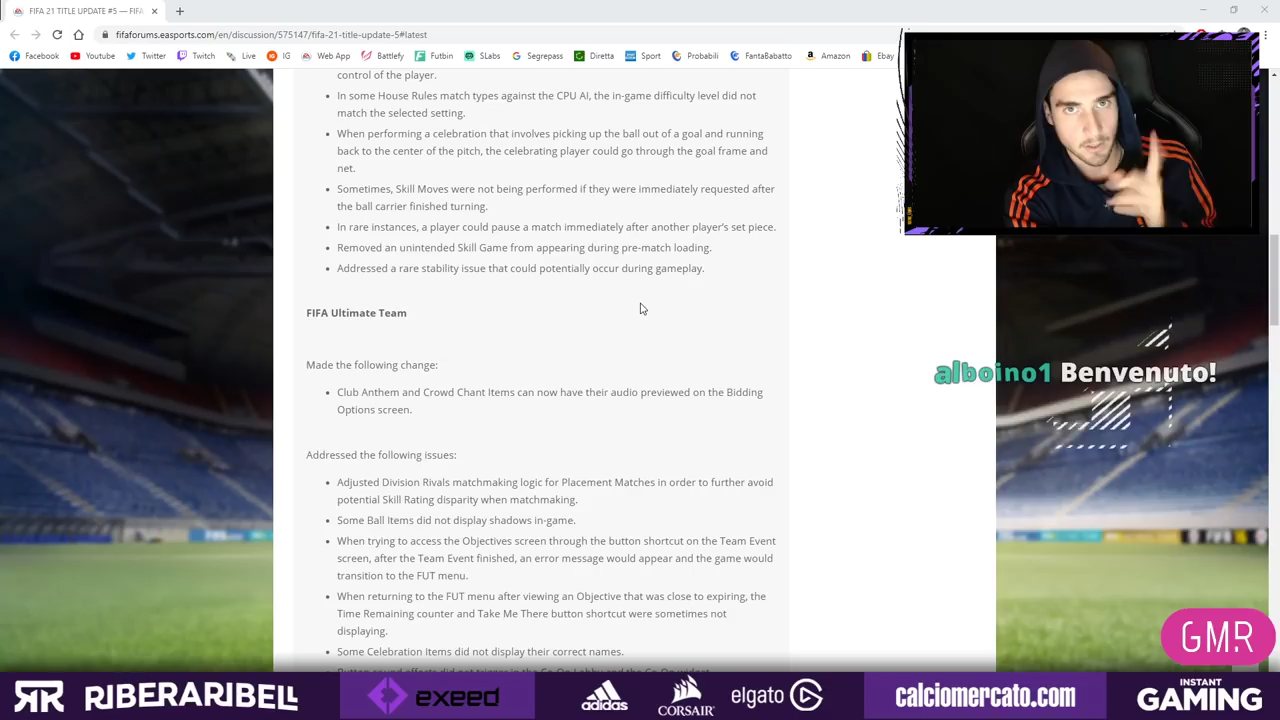 FIFA 21 TITLE UPDATE #5 — FIF
fifaforums.easports.com/en/discussion/575147/fifa-21-title-update-5#latest
Facebook Youtube Twitter Twitch Live IG Web App Battlefy Futbin SLabs Segrepass Diretta Sport Probabili FantaBabatto Amazon Ebay
control of the player.
• In some House Rules match types against the CPU AI, the in-game difficulty level did not
match the selected setting.
• When performing a celebration that involves picking up the ball out of a goal and running
back to the center of the pitch, the celebrating player could go through the goal frame and
net.
• Sometimes, Skill Moves were not being performed if they were immediately requested after
the ball carrier finished turning.
• In rare instances, a player could pause a match immediately after another player's set piece.
• Removed an unintended Skill Game from appearing during pre-match loading.
• Addressed a rare stability issue that could potentially occur during gameplay.
FIFA Ultimate Team
Made the following change:
• Club Anthem and Crowd Chant Items can now have their audio previewed on the Bidding
Options screen.
Addressed the following issues:
• Adjusted Division Rivals matchmaking logic for Placement Matches in order to further avoid
potential Skill Rating disparity when matchmaking.
• Some Ball Items did not display shadows in-game.
• When trying to access the Objectives screen through the button shortcut on the Team Event
screen, after the Team Event finished, an error message would appear and the game would
transition to the FUT menu.
• When returning to the FUT menu after viewing an Objective that was close to expiring, the
Time Remaining counter and Take Me There button shortcut were sometimes not
displaying.
• Some Celebration Items did not display their correct names.
alboino1 Benvenuto!
GMR
RR RIBERARIBELL exeed adidas CORSAIR elgato calciomercato.com INSTANT GAMING